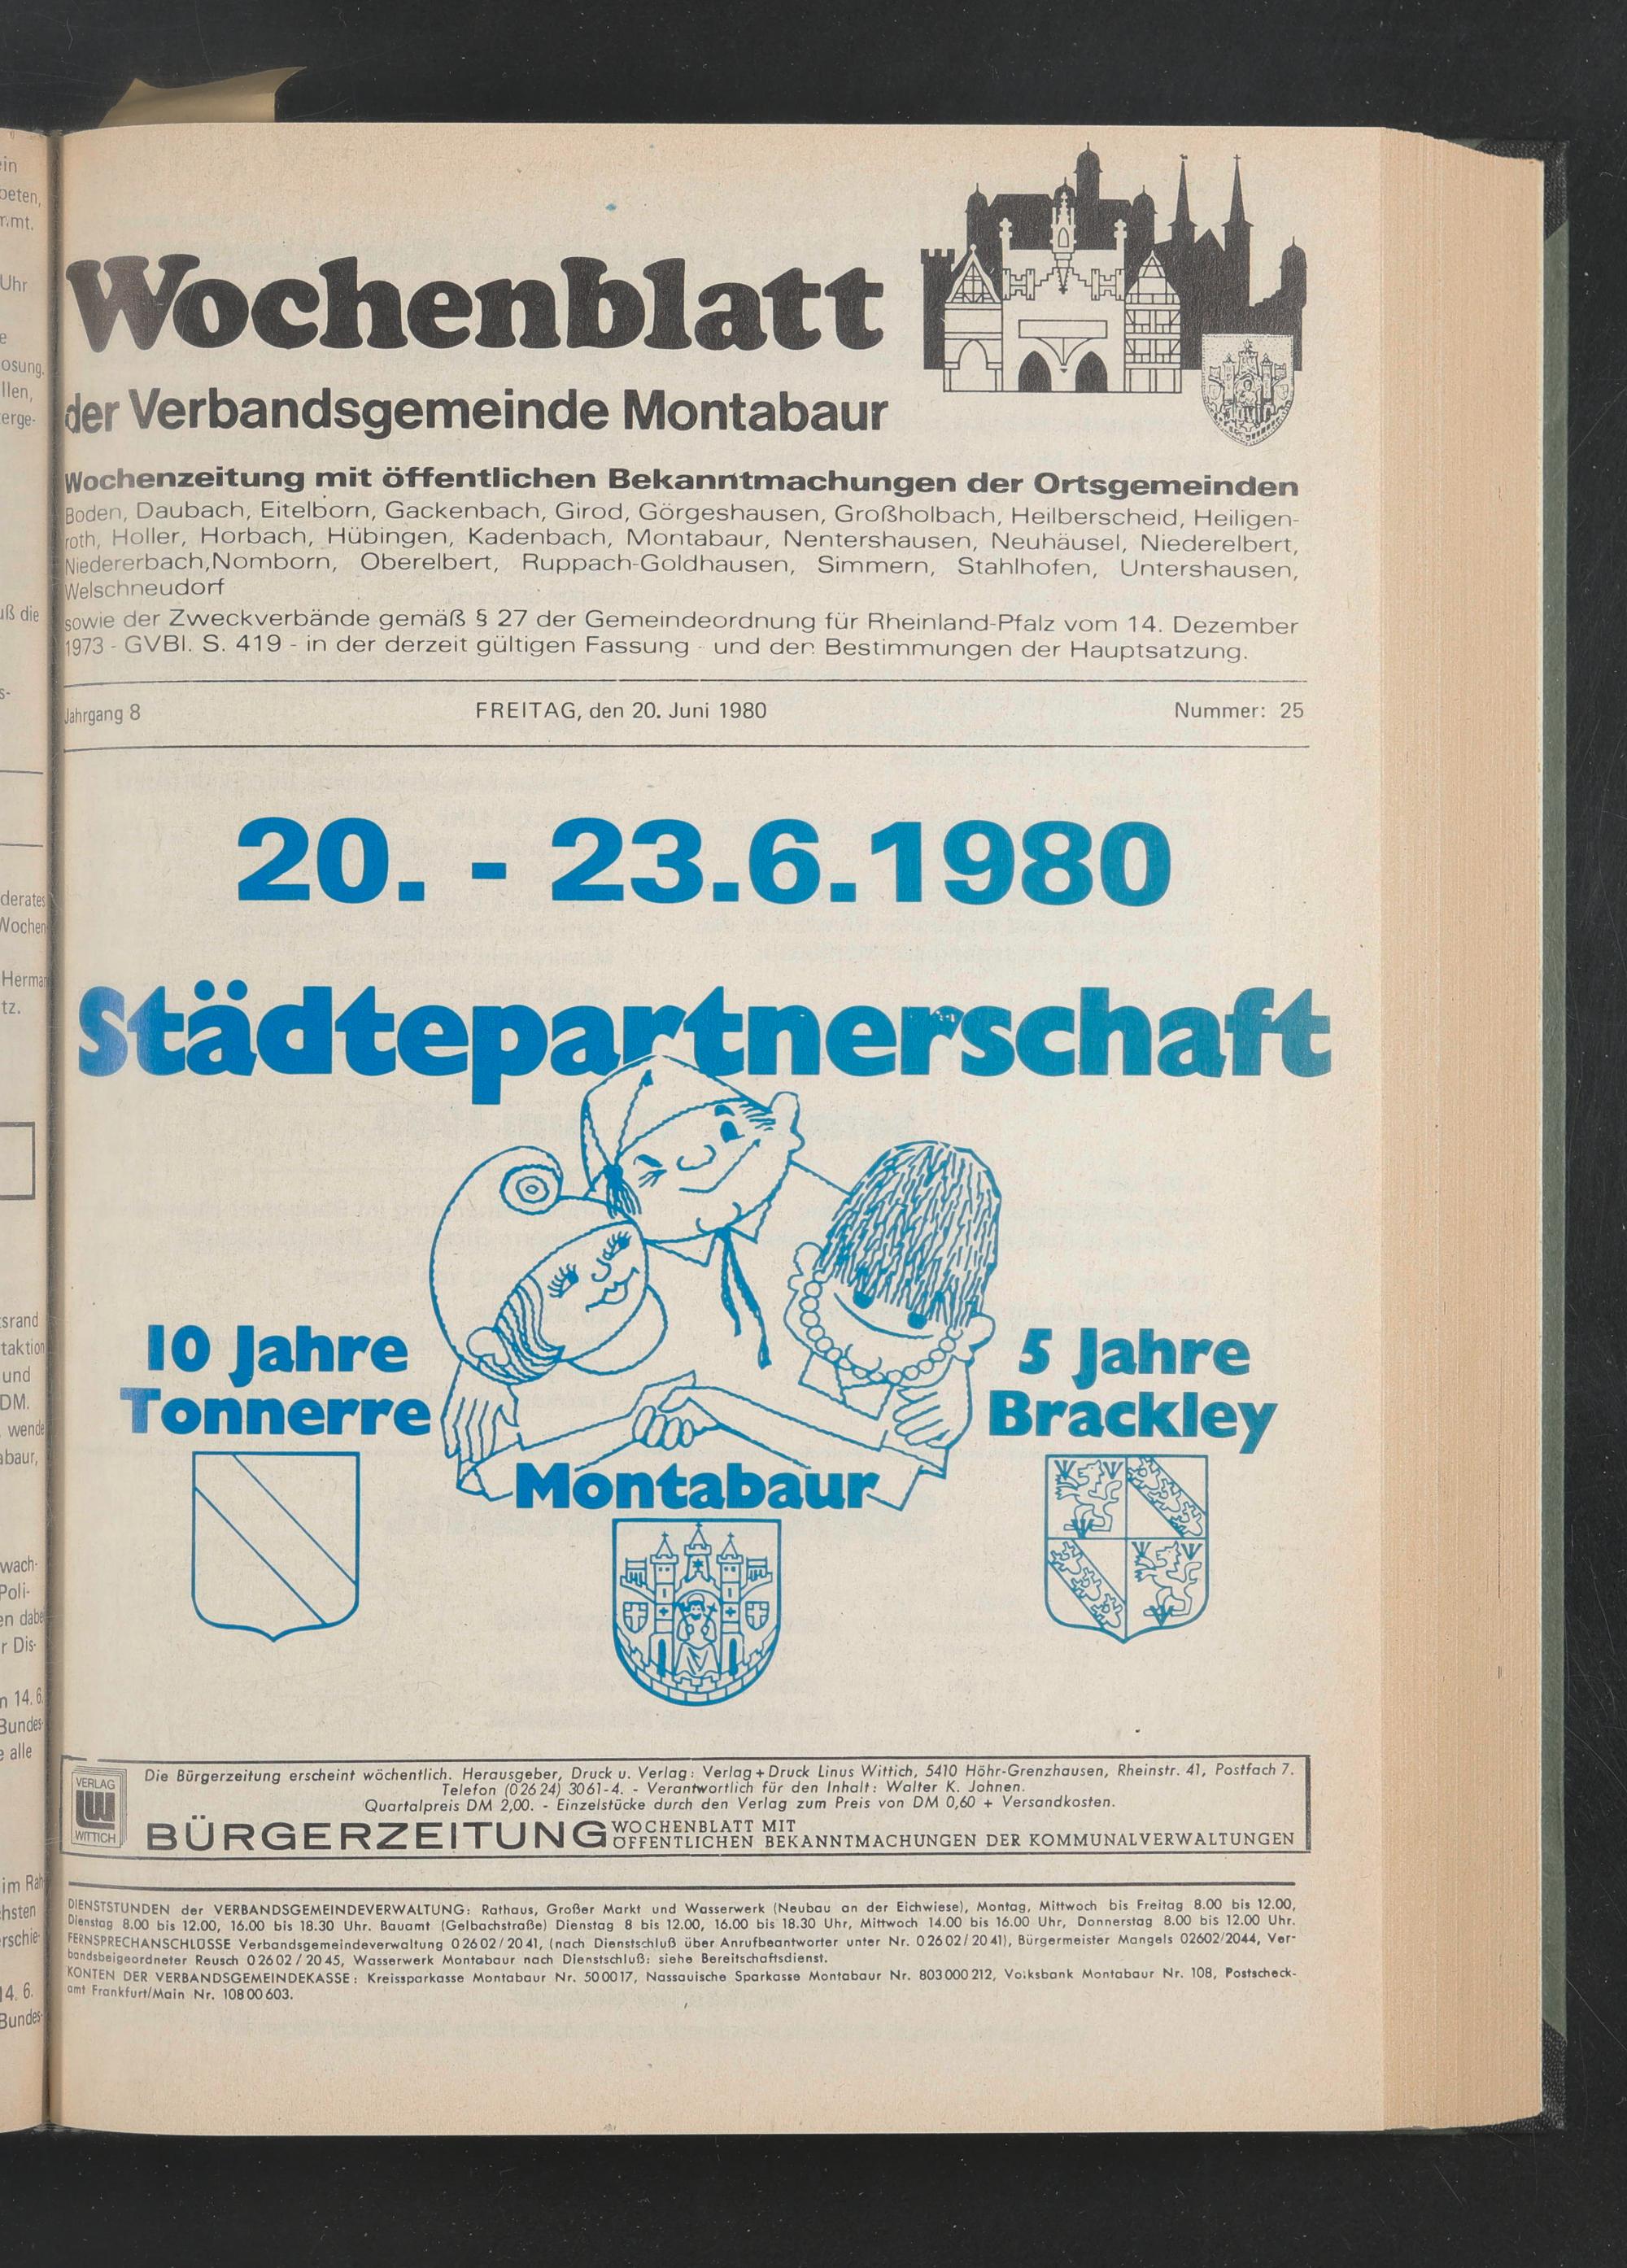 Wochenblatt
der Verbandsgemeinde Montabaur
Wochenzeitung mit öffentlichen Bekanntmachungen der Ortsgemeinden
Boden, Daubach, Eitelborn, Gackenbach, Girod, Görgeshausen, Großholbach, Heilberscheid, Heiligen-
roth, Holler, Horbach, Hübingen, Kadenbach, Montabaur, Nentershausen, Neuhäusel, Niederelbert,
Niedererbach, Nomborn, Oberelbert, Ruppach-Goldhausen, Simmern, Stahlhofen, Untershausen,
Welschneudorf
sowie der Zweckverbände gemäß § 27 der Gemeindeordnung für Rheinland-Pfalz vom 14. Dezember
1973 - GVBl. S. 419 - in der derzeit gültigen Fassung - und den Bestimmungen der Hauptsatzung.
Jahrgang 8 FREITAG, den 20. Juni 1980 Nummer: 25
20. - 23.6.1980
Städtepartnerschaft
10 Jahre
Tonnerre
5 Jahre
Brackley
Montabaur
VERLAG
WITTICH
Die Bürgerzeitung erscheint wöchentlich. Herausgeber, Druck u. Verlag: Verlag + Druck Linus Wittich, 5410 Höhr-Grenzhausen, Rheinstr. 41, Postfach 7.
Telefon (02624) 3061-4. - Verantwortlich für den Inhalt: Walter K. Johnen.
Quartalpreis DM 2,00. - Einzelstücke durch den Verlag zum Preis von DM 0,60 + Versandkosten.
BÜRGERZEITUNG WOCHENBLATT MIT
ÖFFENTLICHEN BEKANNTMACHUNGEN DER KOMMUNALVERWALTUNGEN
DIENSTSTUNDEN der VERBANDSGEMEINDEVERWALTUNG: Rathaus, Großer Markt und Wasserwerk (Neubau an der Eichwiese), Montag, Mittwoch bis Freitag 8.00 bis 12.00,
Dienstag 8.00 bis 12.00, 16.00 bis 18.30 Uhr. Bauamt (Gelbachstraße) Dienstag 8 bis 12.00, 16.00 bis 18.30 Uhr, Mittwoch 14.00 bis 16.00 Uhr, Donnerstag 8.00 bis 12.00 Uhr.
FERNSPRECHANSCHLÜSSE Verbandsgemeindeverwaltung 02602/2041, (nach Dienstschluß über Anrufbeantworter unter Nr. 02602/2041), Bürgermeister Mangels 02602/2044, Ver-
bandsbeigeordneter Reusch 02602/2045, Wasserwerk Montabaur nach Dienstschluß: siehe Bereitschaftsdienst.
KONTEN DER VERBANDSGEMEINDEKASSE: Kreissparkasse Montabaur Nr. 500017, Nassauische Sparkasse Montabaur Nr. 803000212, Volksbank Montabaur Nr. 108, Postscheck-
amt Frankfurt/Main Nr. 10800603.